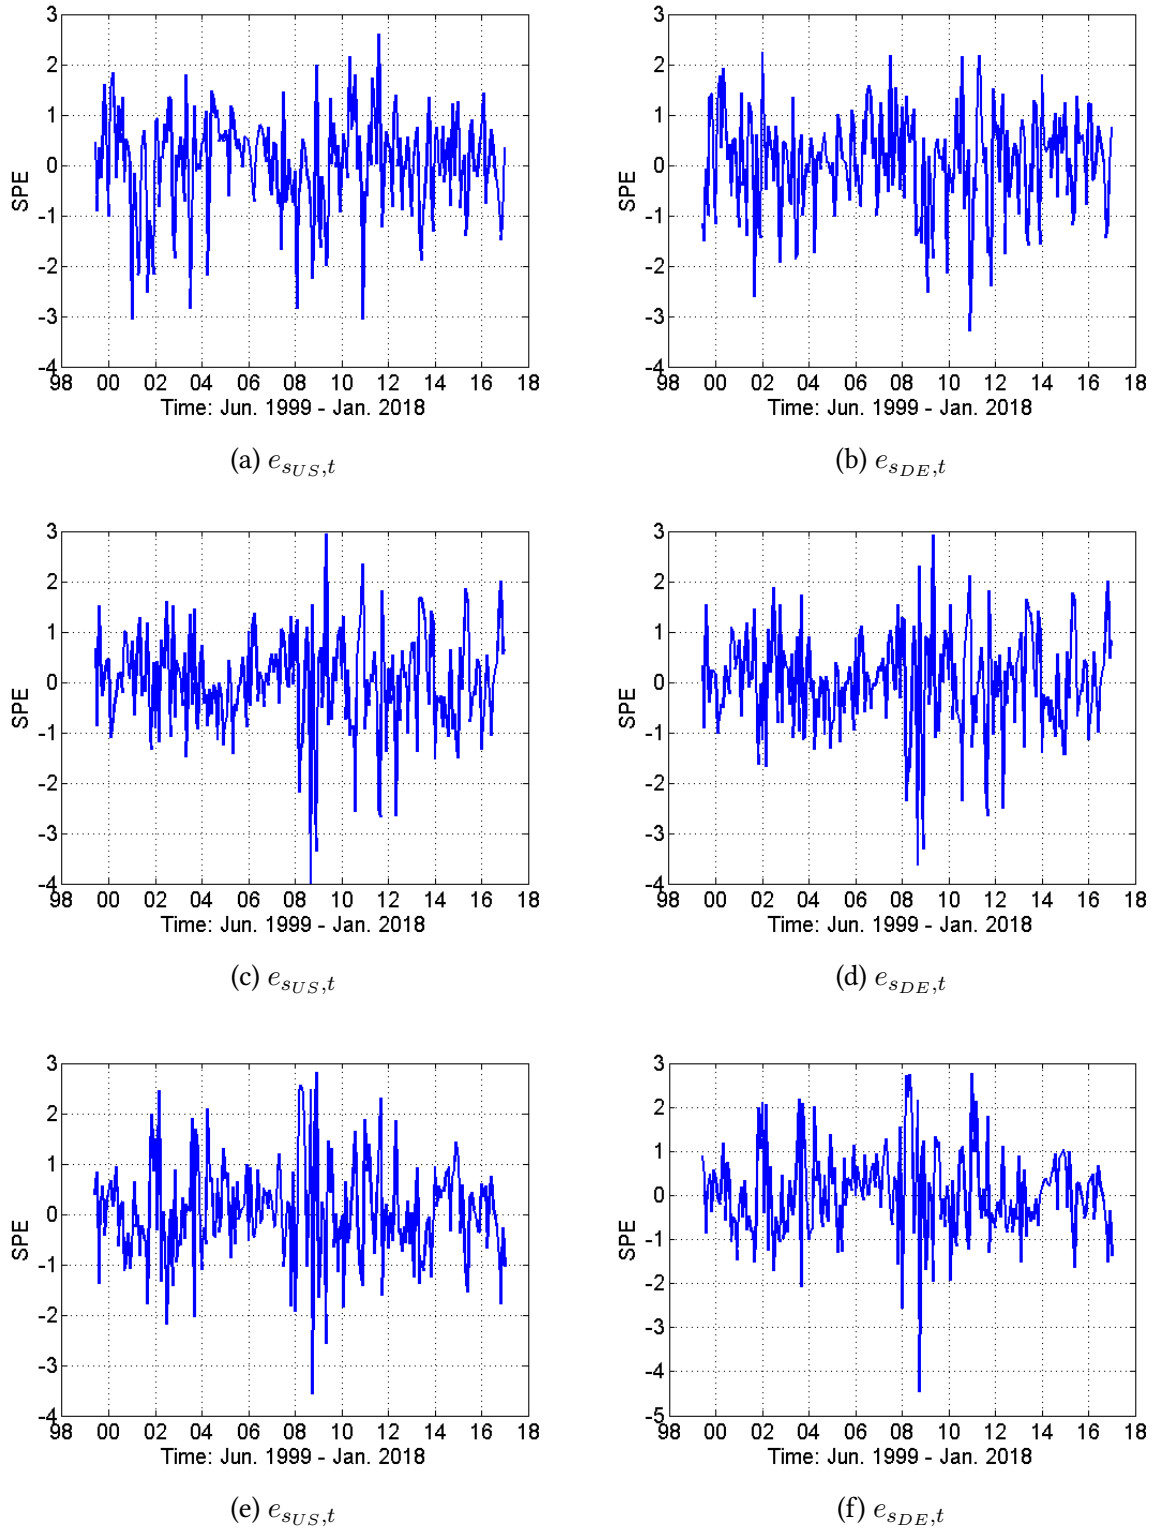 3
2
1
0
-1
-2
-3
-4
SPE
98 00 02 04 06 08 10 12 14 16 18
Time: Jun. 1999 - Jan. 2018
(a) e_{s_{US},t}
3
2
1
0
-1
-2
-3
-4
SPE
98 00 02 04 06 08 10 12 14 16 18
Time: Jun. 1999 - Jan. 2018
(b) e_{s_{DE},t}
3
2
1
0
-1
-2
-3
-4
SPE
98 00 02 04 06 08 10 12 14 16 18
Time: Jun. 1999 - Jan. 2018
(c) e_{s_{US},t}
3
2
1
0
-1
-2
-3
-4
SPE
98 00 02 04 06 08 10 12 14 16 18
Time: Jun. 1999 - Jan. 2018
(d) e_{s_{DE},t}
3
2
1
0
-1
-2
-3
-4
SPE
98 00 02 04 06 08 10 12 14 16 18
Time: Jun. 1999 - Jan. 2018
(e) e_{s_{US},t}
3
2
1
0
-1
-2
-3
-4
-5
SPE
98 00 02 04 06 08 10 12 14 16 18
Time: Jun. 1999 - Jan. 2018
(f) e_{s_{DE},t}